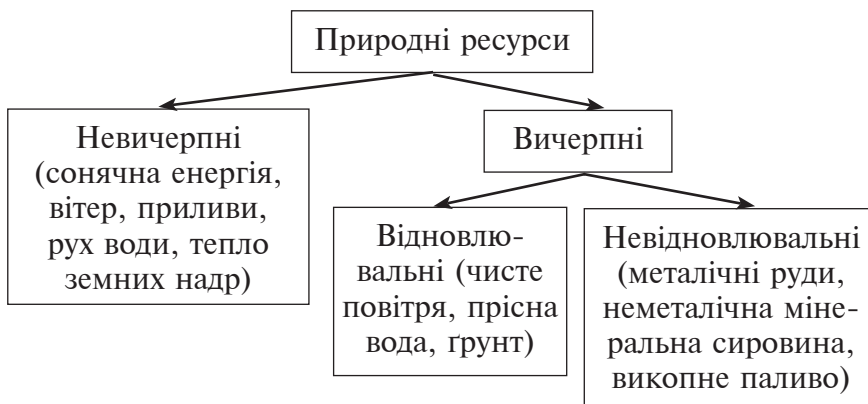 Природні ресурси
Невичерпні
(сонячна енергія,
вітер, приливи,
рух води, тепло
земних надр)
Вичерпні
Відновлю-
вальні (чисте
повітря, прісна
вода, ґрунт)
Невідновлювальні
(металічні руди,
неметалічна міне-
ральна сировина,
викопне паливо)